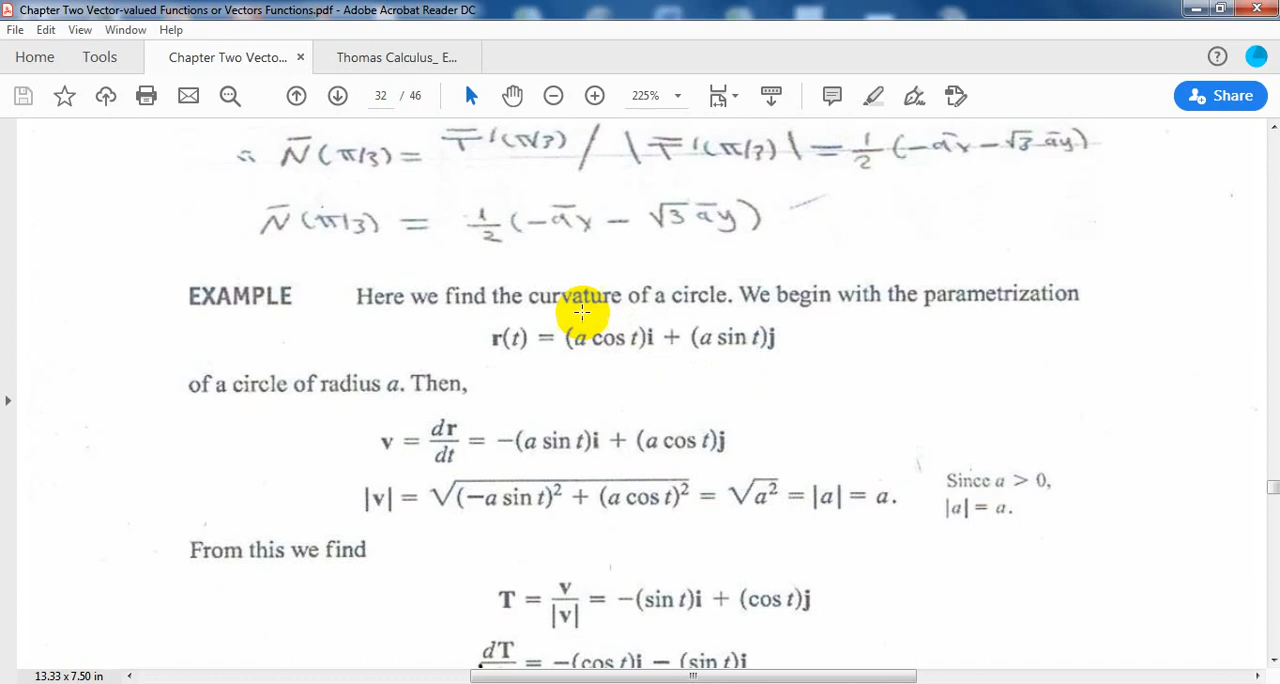 Chapter Two Vector-valued Functions or Vectors Functions.pdf - Adobe Acrobat Reader DC
File Edit View Window Help
Home Tools Chapter Two Vecto... × Thomas Calculus_ E...
32 / 46 225% Share
∴ N̄(π/3) = T̄'(π/3) / |T̄'(π/3)| = 1/2 (-āx - √3 āy)
N̄(π/3) = 1/2 (-āx - √3 āy)
EXAMPLE Here we find the curvature of a circle. We begin with the parametrization
r(t) = (a cos t)i + (a sin t)j
of a circle of radius a. Then,
v = dr/dt = -(a sin t)i + (a cos t)j
|v| = √(-a sin t)² + (a cos t)² = √a² = |a| = a. Since a > 0,
|a| = a.
From this we find
T = v/|v| = -(sin t)i + (cos t)j
dT = -(cos t)i - (sin t)j
13.33 x 7.50 in